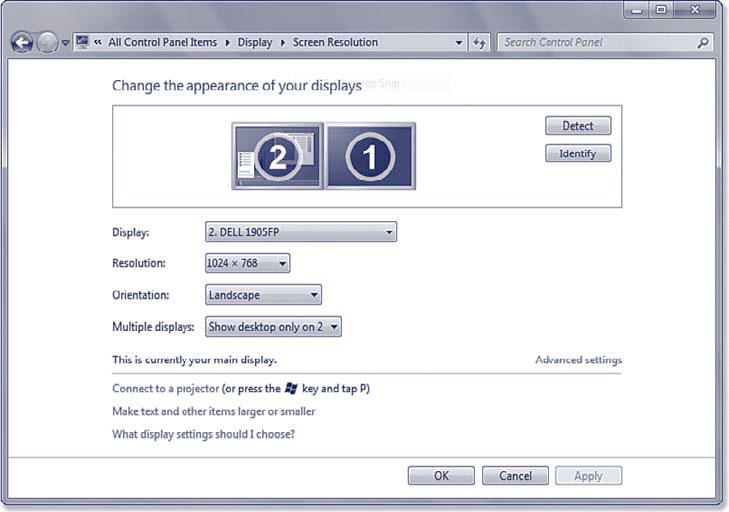 « All Control Panel Items ▸ Display ▸ Screen Resolution
Search Control Panel
Change the appearance of your displays
Snip
2
1
Detect
Identify
Display: 2. DELL 1905FP
Resolution: 1024 × 768
Orientation: Landscape
Multiple displays: Show desktop only on 2
This is currently your main display.
Advanced settings
Connect to a projector (or press the key and tap P)
Make text and other items larger or smaller
What display settings should I choose?
OK Cancel Apply